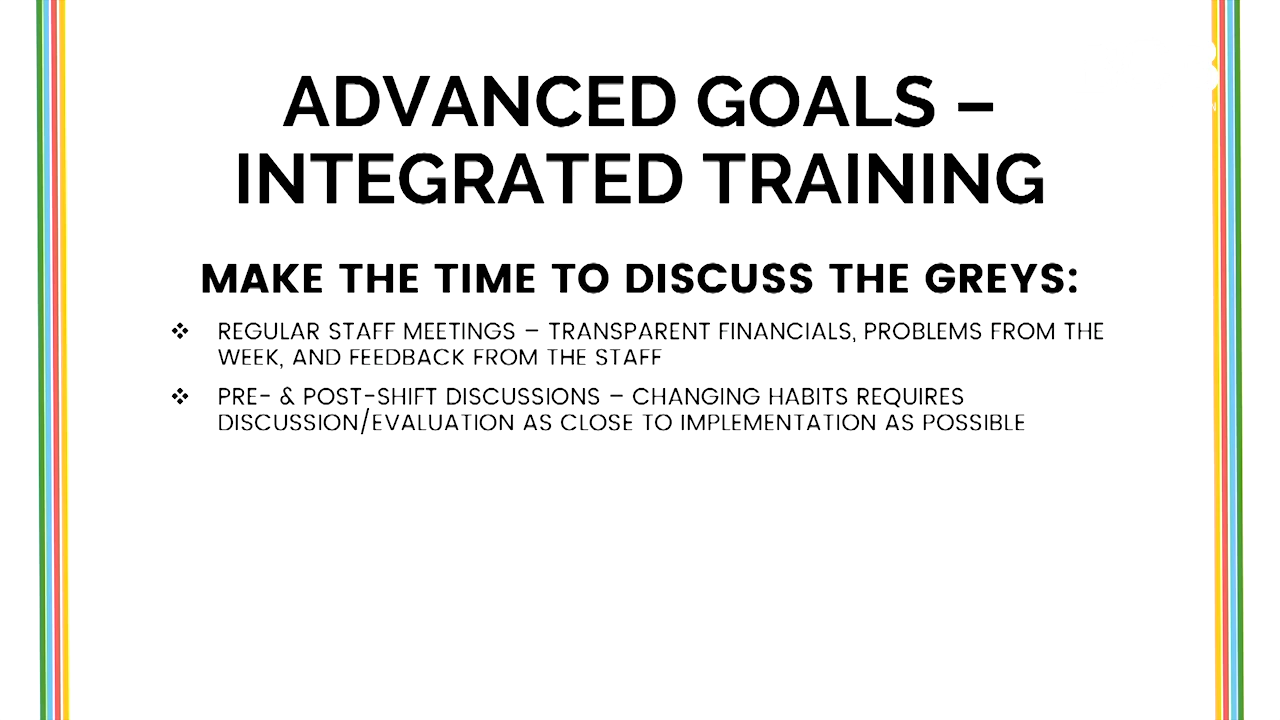 ADVANCED GOALS –
INTEGRATED TRAINING
MAKE THE TIME TO DISCUSS THE GREYS:
❖ REGULAR STAFF MEETINGS – TRANSPARENT FINANCIALS, PROBLEMS FROM THE
WEEK, AND FEEDBACK FROM THE STAFF
❖ PRE- & POST-SHIFT DISCUSSIONS – CHANGING HABITS REQUIRES
DISCUSSION/EVALUATION AS CLOSE TO IMPLEMENTATION AS POSSIBLE